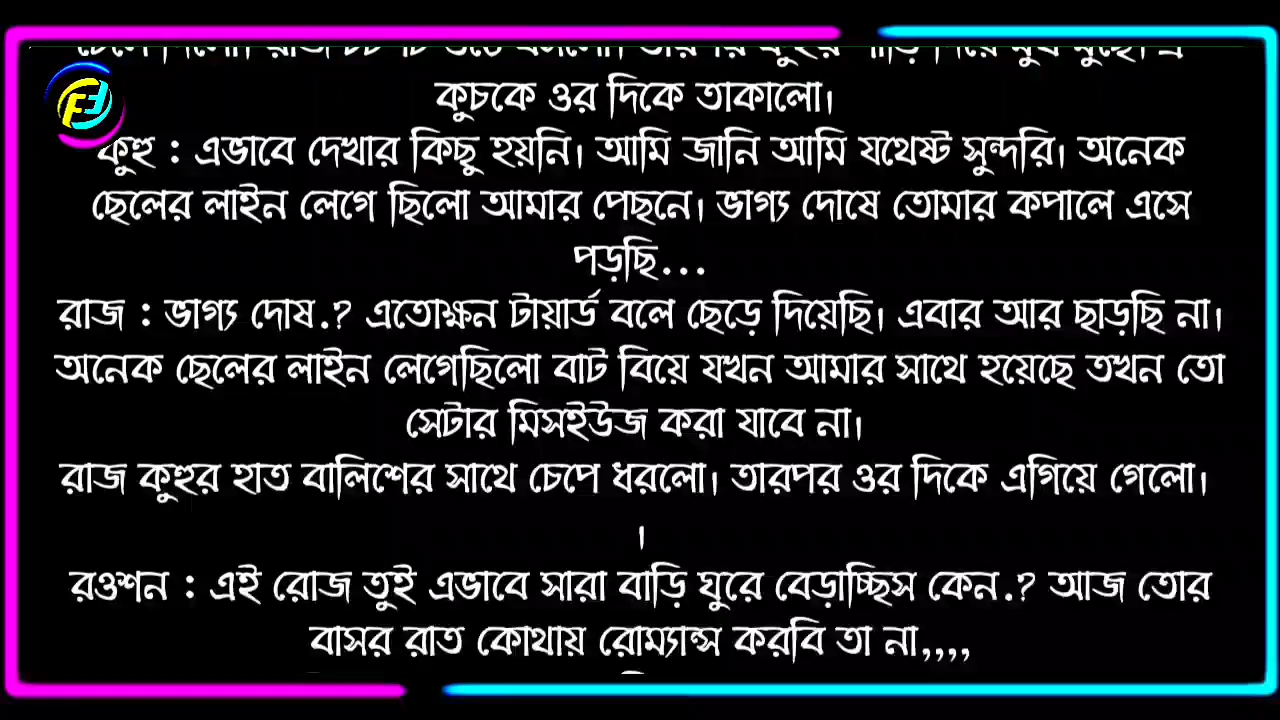 কুচকে ওর দিকে তাকালো।
কুহু : এভাবে দেখার কিছু হয়নি। আমি জানি আমি যথেষ্ট সুন্দরি। অনেক
ছেলের লাইন লেগে ছিলো আমার পেছনে। ভাগ্য দোষে তোমার কপালে এসে
পড়ছি...
রাজ : ভাগ্য দোষ.? এতোক্ষন টায়ার্ড বলে ছেড়ে দিয়েছি। এবার আর ছাড়ছি না।
অনেক ছেলের লাইন লেগেছিলো বাট বিয়ে যখন আমার সাথে হয়েছে তখন তো
সেটার মিসইউজ করা যাবে না।
রাজ কুহুর হাত বালিশের সাথে চেপে ধরলো। তারপর ওর দিকে এগিয়ে গেলো।
।
রওশন : এই রোজ তুই এভাবে সারা বাড়ি ঘুরে বেড়াচ্ছিস কেন.? আজ তোর
বাসর রাত কোথায় রোম্যান্স করবি তা না,,,,